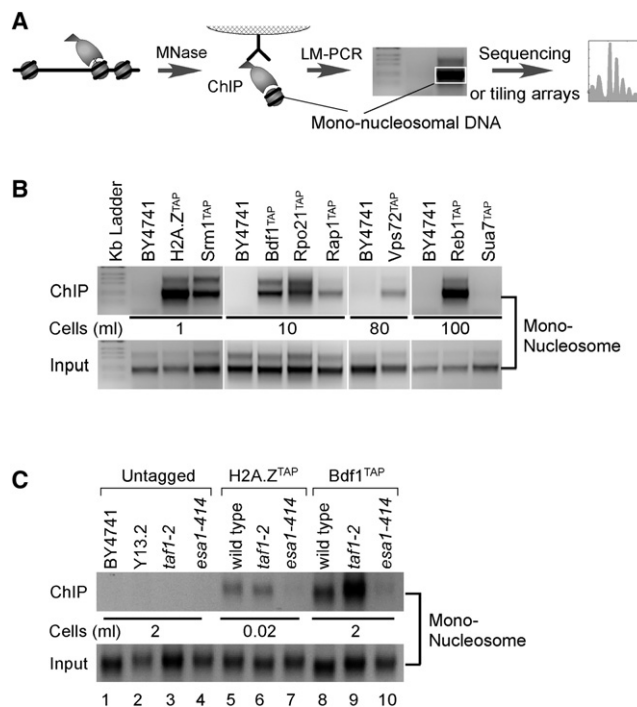 A
MNase
ChIP
LM-PCR
Sequencing
or tiling arrays
Mono-nucleosomal DNA
B
Kb Ladder
BY4741
H2A.ZTAP
Srm1TAP
BY4741
Bdf1TAP
Rpo21TAP
Rap1TAP
BY4741
Vps72TAP
BY4741
Reb1TAP
Sua7TAP
ChIP
Cells (ml) 1 10 80 100
Mono-
Nucleosome
Input
C
Untagged H2A.ZTAP Bdf1TAP
BY4741
Y13.2
taf1-2
esa1-414
wild type
taf1-2
esa1-414
wild type
taf1-2
esa1-414
ChIP
Cells (ml) 2 0.02 2
Mono-
Nucleosome
Input
1 2 3 4 5 6 7 8 9 10